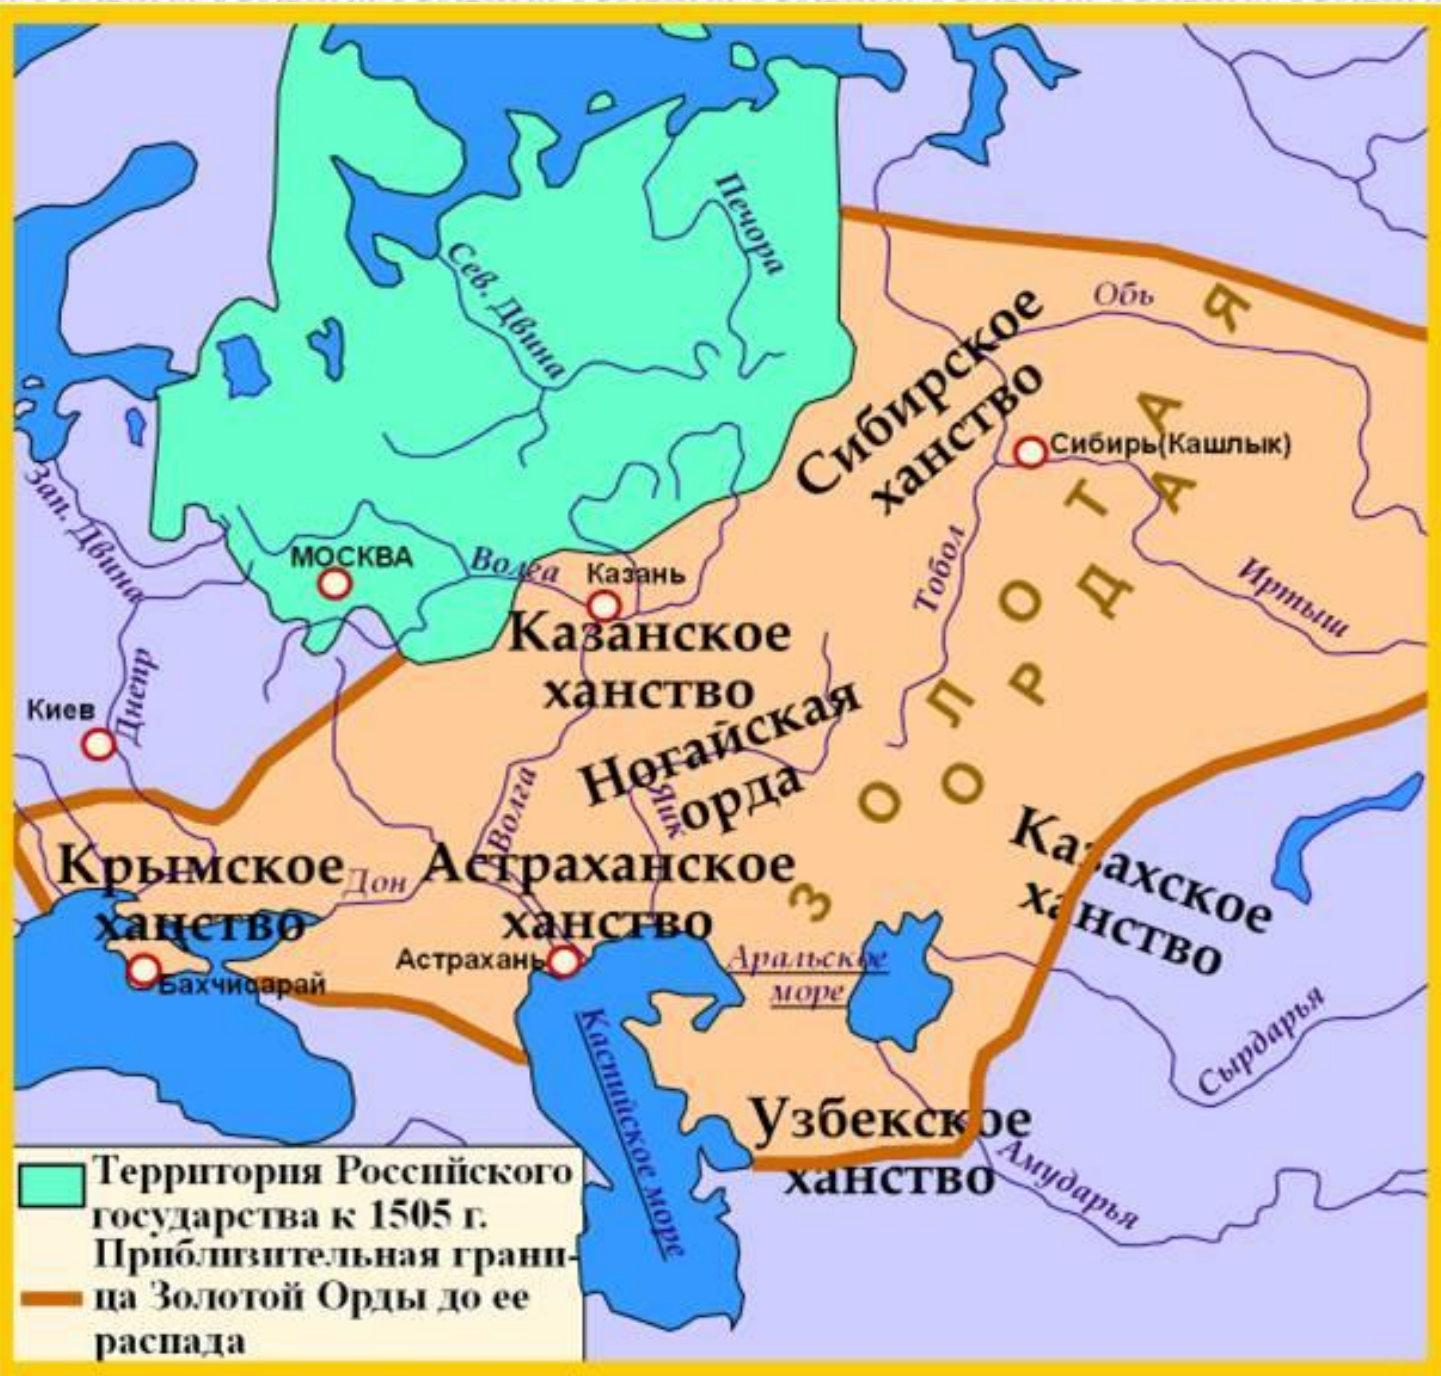 Печора
Сев. Двина
Обь
Сибирское
ханство
Сибирь(Кашлык)
Зап. Двина
МОСКВА
Волга
Казань
Тобол
Иртыш
Казанское
ханство
Днепр
Киев
Ногайская
орда
Яик
Волга
ЗОЛОТАЯ
ОРДА
Казахское
ханство
Крымское
ханство
Дон
Астраханское
ханство
Астрахань
Бахчисарай
Аральское
море
Каспийское море
Сырдарья
Узбекское
ханство
Амударья
Территория Российского
государства к 1505 г.
Приблизительная грани-
ца Золотой Орды до ее
распада